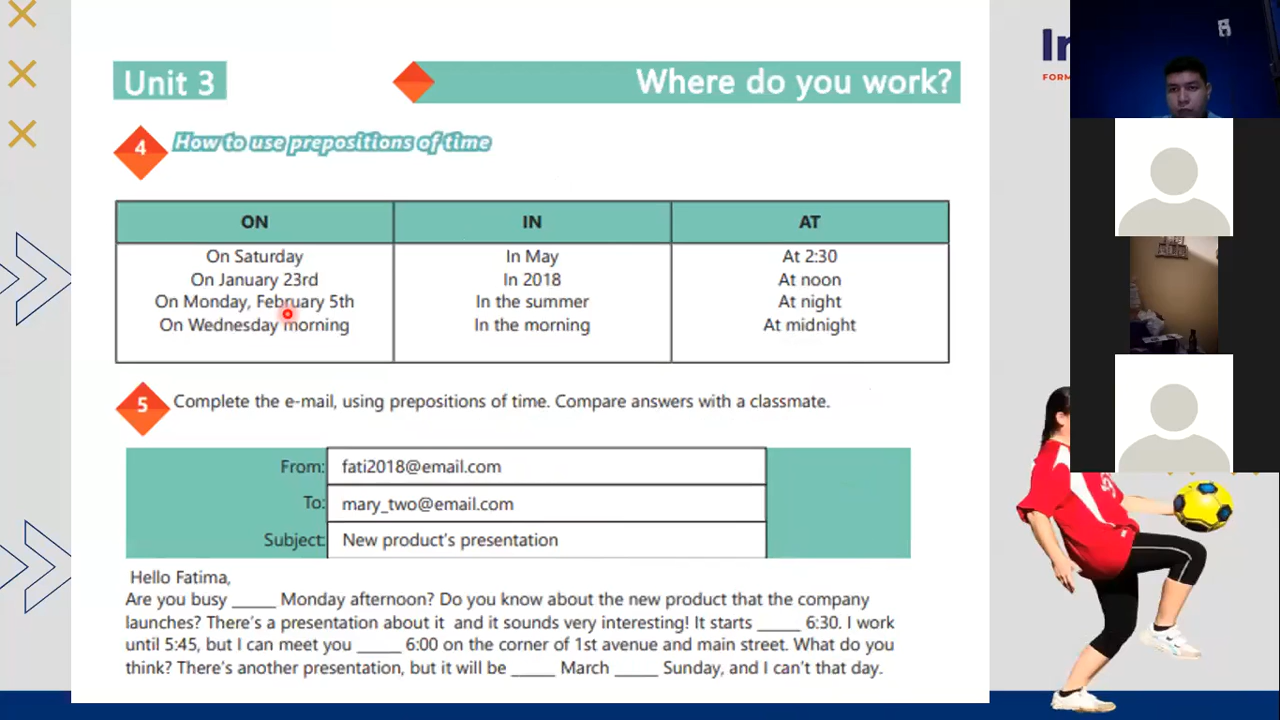 Unit 3
Where do you work?
4
How to use prepositions of time
ON IN AT
On Saturday In May At 2:30
On January 23rd In 2018 At noon
On Monday, February 5th In the summer At night
On Wednesday morning In the morning At midnight
5
Complete the e-mail, using prepositions of time. Compare answers with a classmate.
From: fati2018@email.com
To: mary_two@email.com
Subject: New product's presentation
Hello Fatima,
Are you busy _____ Monday afternoon? Do you know about the new product that the company
launches? There's a presentation about it and it sounds very interesting! It starts _____ 6:30. I work
until 5:45, but I can meet you _____ 6:00 on the corner of 1st avenue and main street. What do you
think? There's another presentation, but it will be _____ March _____ Sunday, and I can't that day.